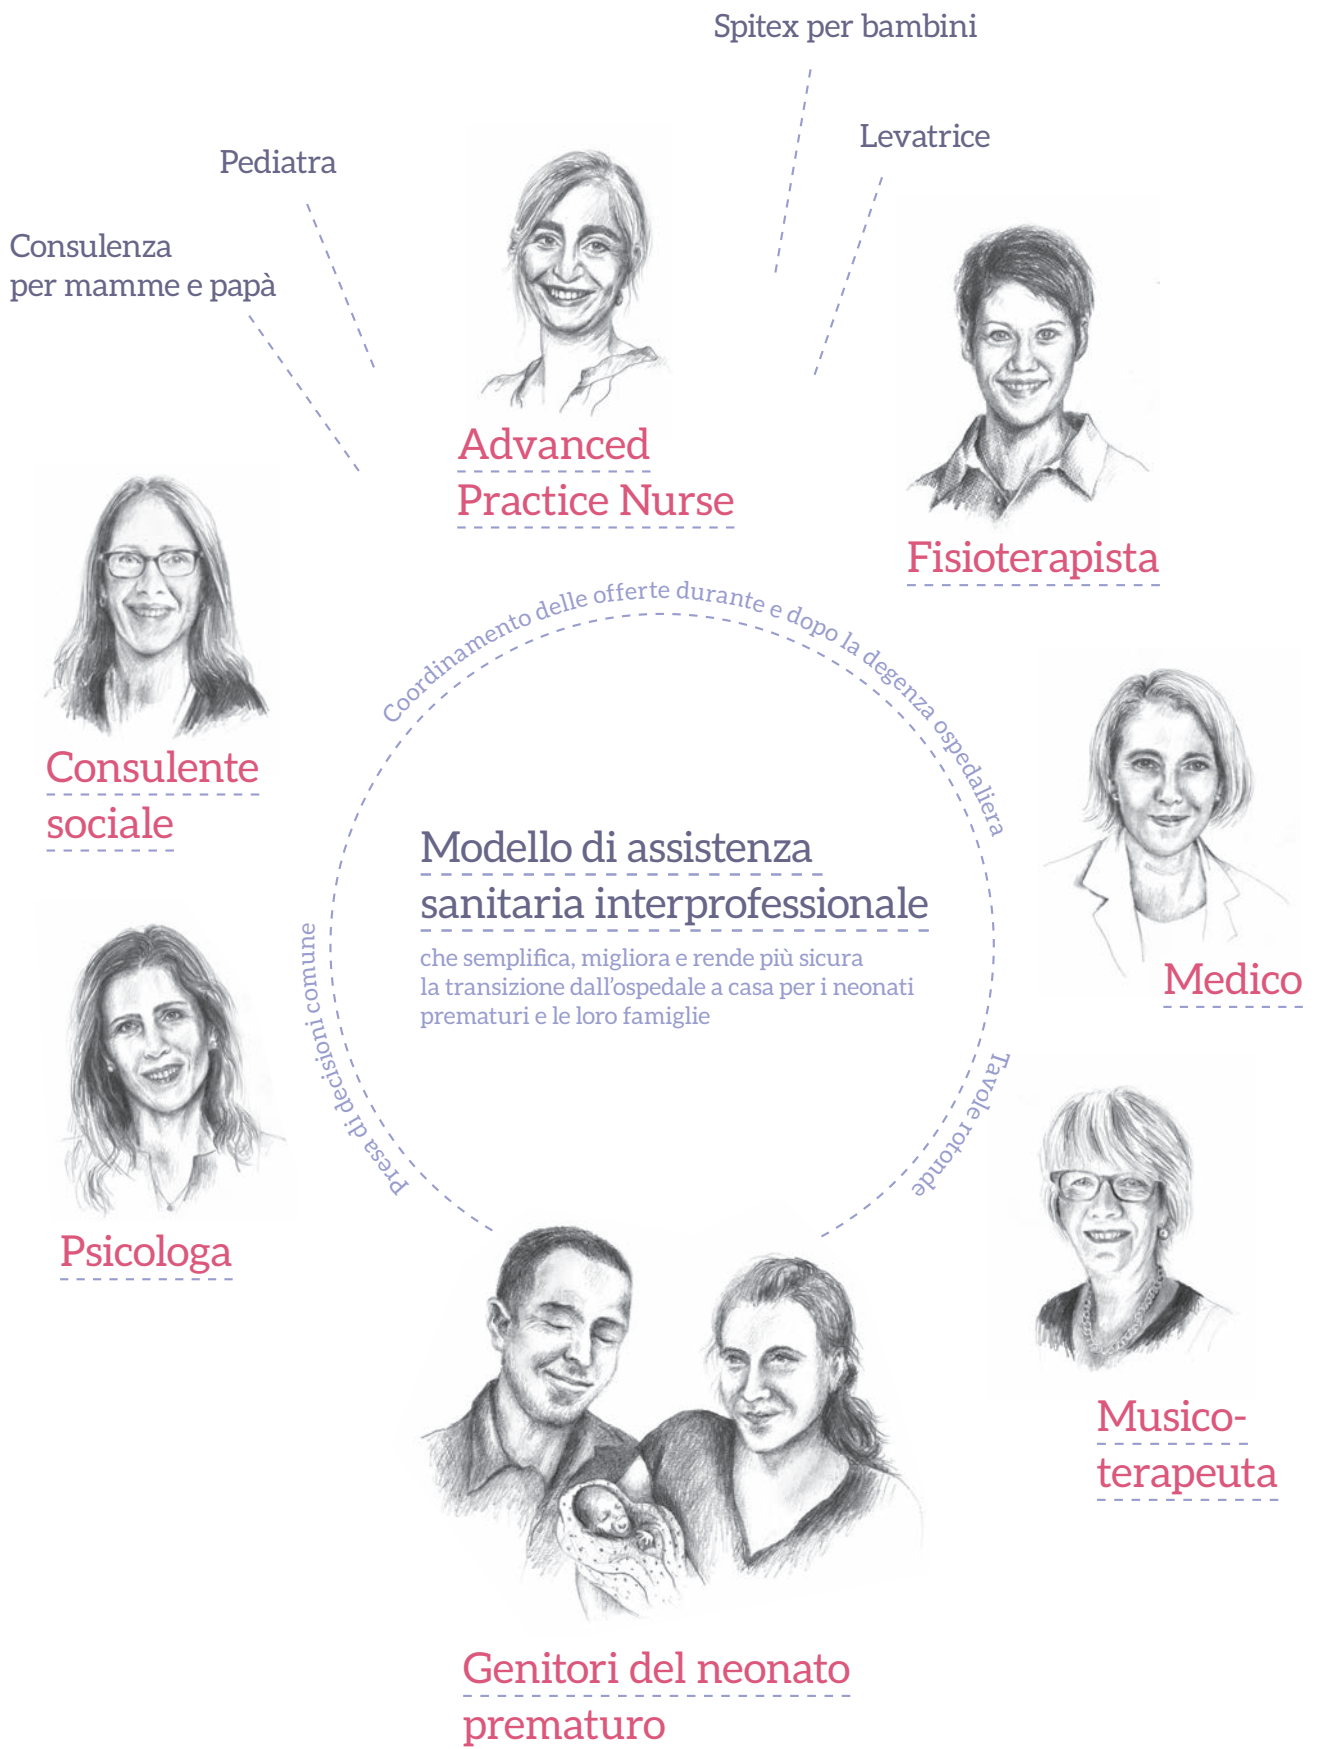 Spitex per bambini
Levatrice
Pediatra
Consulenza
per mamme e papà
Advanced
Practice Nurse
Fisioterapista
Coordinamento delle offerte durante e dopo la degenza ospedaliera
Consulente
sociale
Modello di assistenza
sanitaria interprofessionale
che semplifica, migliora e rende più sicura
la transizione dall’ospedale a casa per i neonati
prematuri e le loro famiglie
Medico
Presa di decisioni comune
Tavole rotonde
Psicologa
Musico-
terapeuta
Genitori del neonato
prematuro